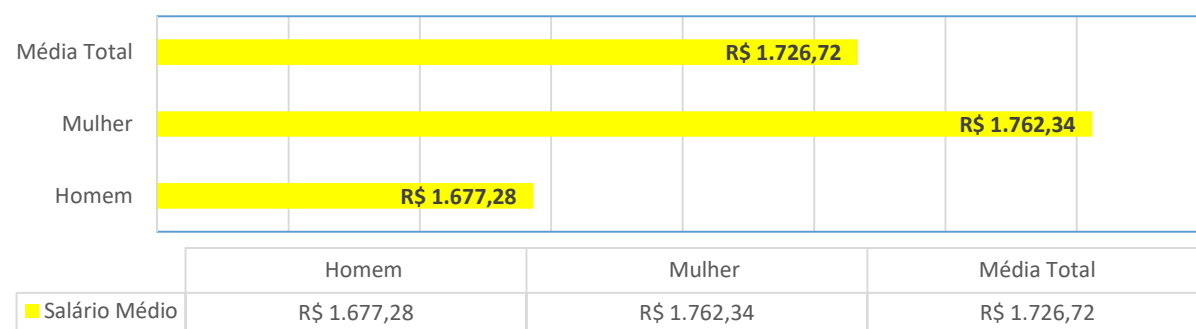 Média Total
R$ 1.726,72
Mulher
R$ 1.762,34
Homem
R$ 1.677,28
Homem Mulher Média Total
Salário Médio R$ 1.677,28 R$ 1.762,34 R$ 1.726,72